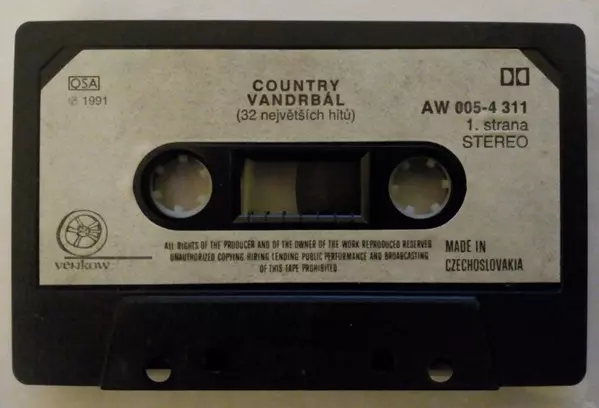 OSA
℗ 1991
COUNTRY
VANDRBÁL
(32 největších hitů)
AW 005-4 311
1. strana
STEREO
venkow
ALL RIGHTS OF THE PRODUCER AND OF THE OWNER OF THE WORK REPRODUCED RESERVED
UNAUTHORIZED COPYING HIRING LENDING PUBLIC PERFORMANCE AND BROADCASTING
OF THIS TAPE PROHIBITED
MADE IN
CZECHOSLOVAKIA